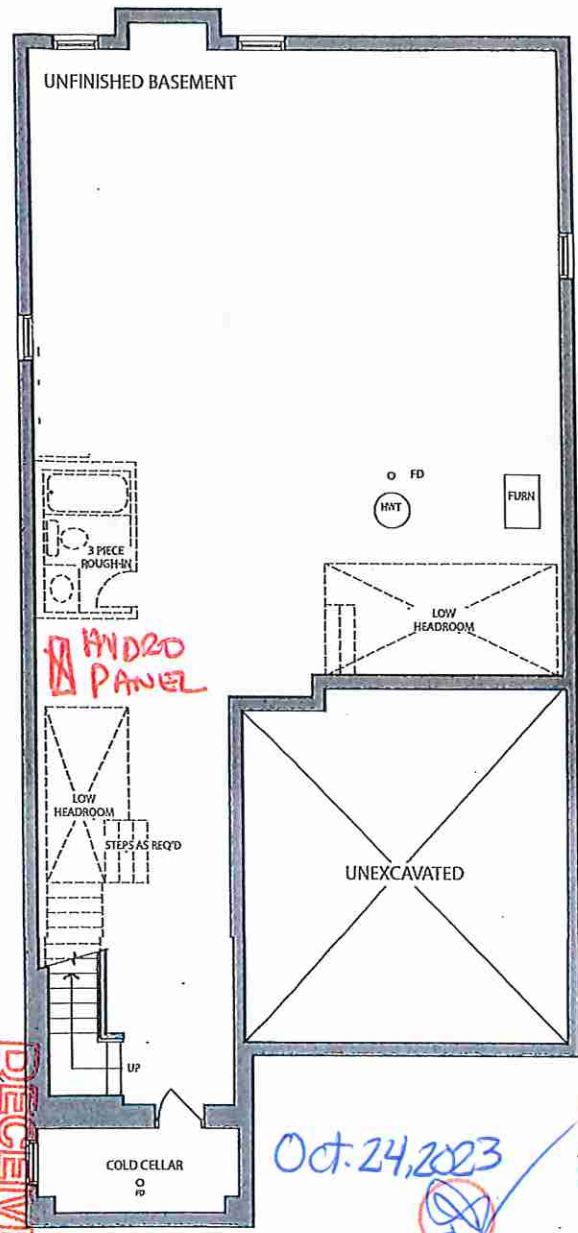 UNFINISHED BASEMENT
FD
HWT
FURN
3 PIECE
ROUGH-IN
LOW
HEADROOM
HYDRO
PANEL
LOW
HEADROOM
STEPS AS REQ'D
UNEXCAVATED
UP
COLD CELLAR
FD
Oct. 24, 2023